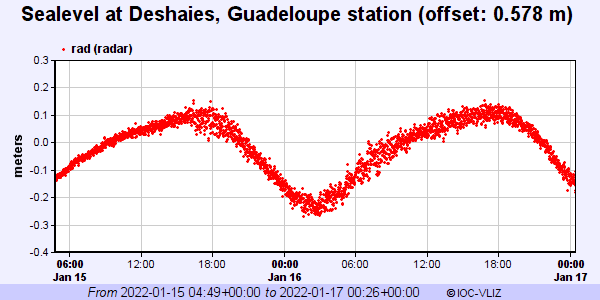 Sealevel at Deshaies, Guadeloupe station (offset: 0.578 m)
rad (radar)
0.3
0.2
0.1
0.0
-0.1
-0.2
-0.3
-0.4
meters
06:00 12:00 18:00 00:00 06:00 12:00 18:00 00:00
Jan 15 Jan 16 Jan 17
From 2022-01-15 04:49+00:00 to 2022-01-17 00:26+00:00 © IOC-VLIZ